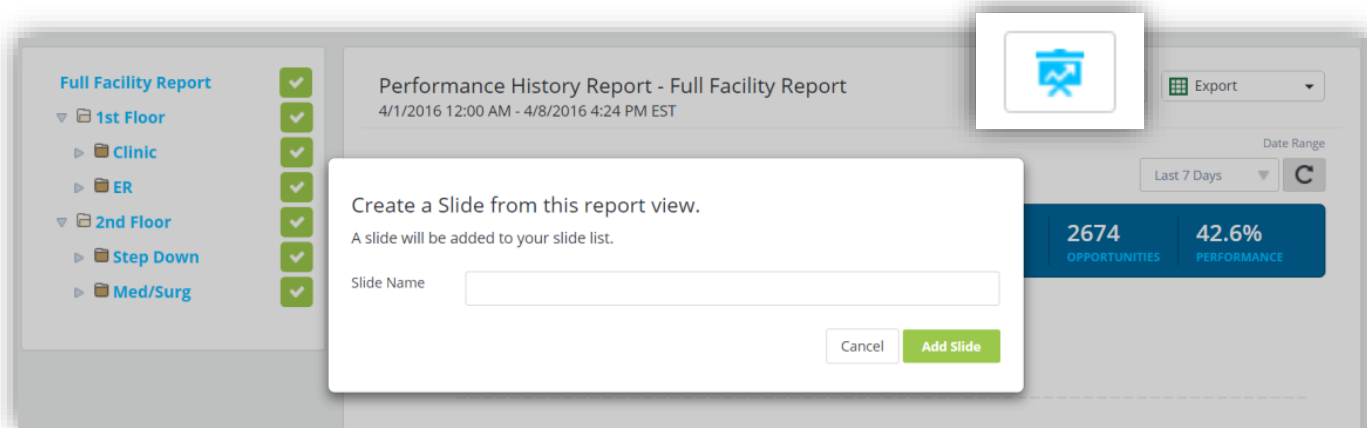 Full Facility Report
1st Floor
Clinic
ER
2nd Floor
Step Down
Med/Surg
Performance History Report - Full Facility Report
4/1/2016 12:00 AM - 4/8/2016 4:24 PM EST
Export
Date Range
Last 7 Days
2674
OPPORTUNITIES
42.6%
PERFORMANCE
Create a Slide from this report view.
A slide will be added to your slide list.
Slide Name
Cancel
Add Slide